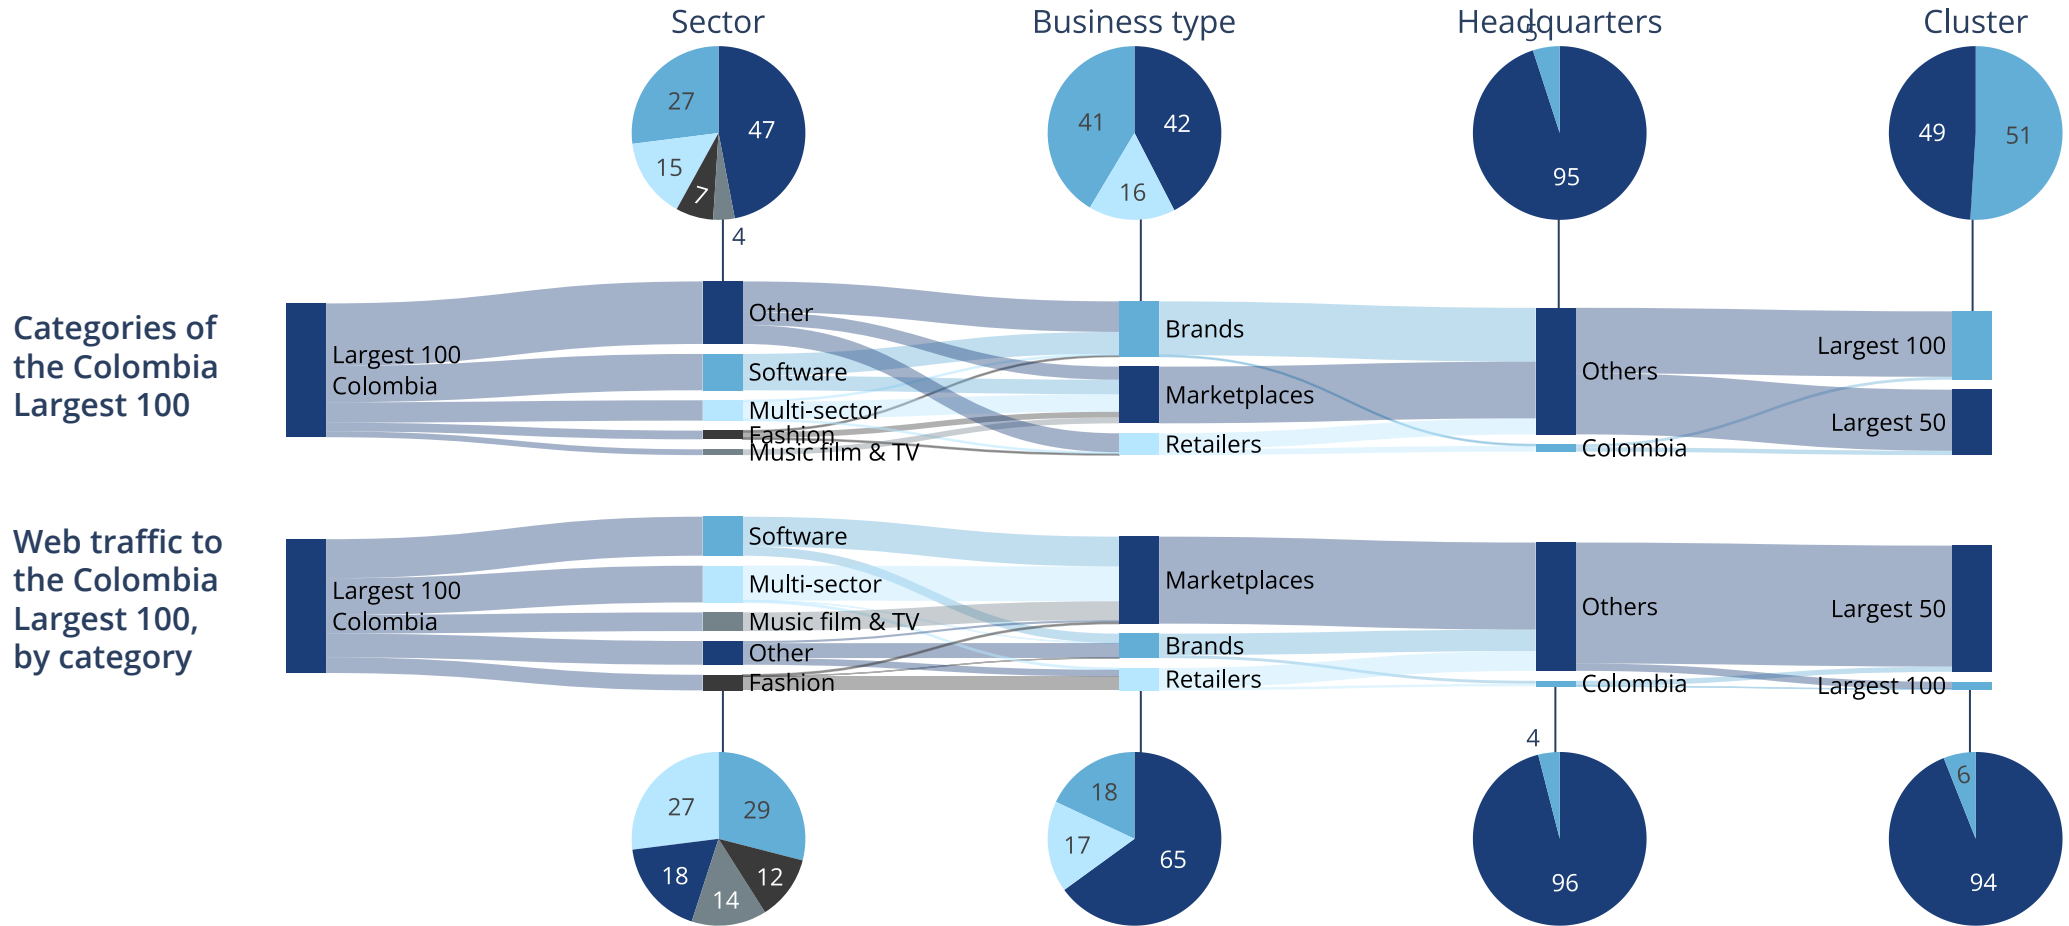 Sector
Business type
Headquarters
Cluster
27
47
15
7
4
41
42
16
5
95
49
51
Categories of
the Colombia
Largest 100
Largest 100
Colombia
Other
Software
Multi-sector
Fashion
Music film & TV
Brands
Marketplaces
Retailers
Others
Colombia
Largest 100
Largest 50
Web traffic to
the Colombia
Largest 100,
by category
Largest 100
Colombia
Software
Multi-sector
Music film & TV
Other
Fashion
Marketplaces
Brands
Retailers
Others
Colombia
Largest 50
Largest 100
27
29
18
12
14
18
17
65
4
96
6
94